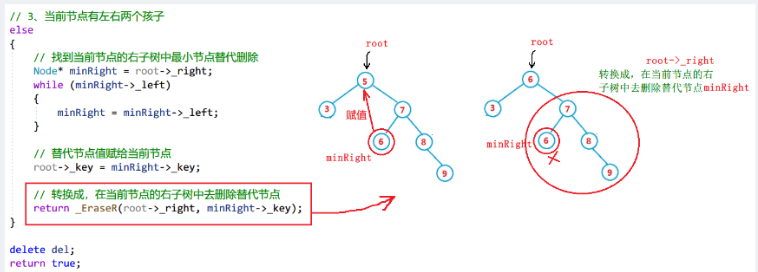 // 3、当前节点有左右两个孩子
else
{
// 找到当前节点的右子树中最小节点替代删除
Node* minRight = root->_right;
while (minRight->_left)
{
minRight = minRight->_left;
}
// 替代节点值赋给当前节点
root->_key = minRight->_key;
// 转换成，在当前节点的右子树中去删除替代节点
return _EraseR(root->_right, minRight->_key);
}
delete del;
return true;
root
5
3
7
赋值
6
8
minRight
9
root
6
3
7
minRight
6
8
9
root->_right
转换成，在当前节点的右
子树中去删除替代节点minRight